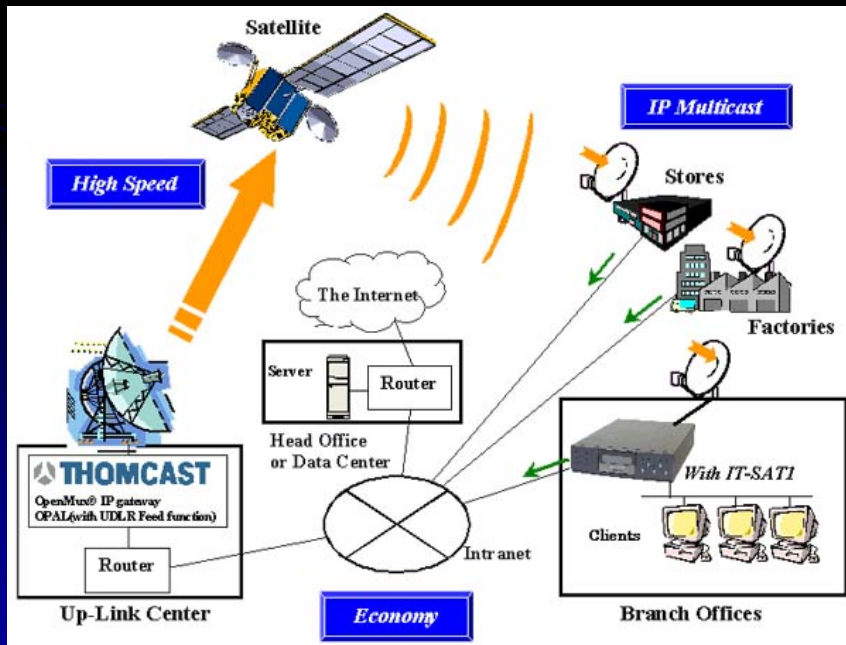 Satellite
IP Multicast
High Speed
Stores
The Internet
Factories
Server
Router
Head Office
or Data Center
THOMCAST
OpenMux® IP gateway
OPAL(with UDLR Feed function)
Router
Up-Link Center
Intranet
Economy
With IT-SAT1
Clients
Branch Offices